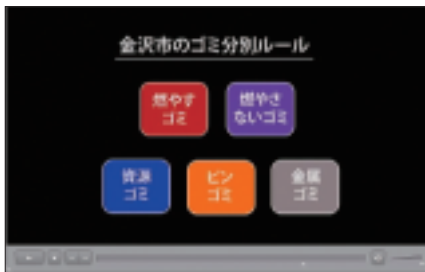 金沢市のゴミ分別ルール
燃やす
ゴミ
燃やさ
ないゴミ
資源
ゴミ
ビン
ゴミ
金属
ゴミ